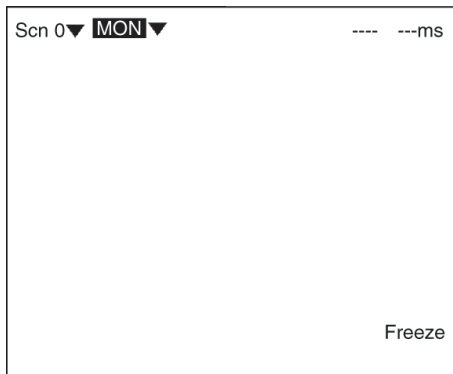 Scn 0▼ MON▼ ---- ---ms
Freeze